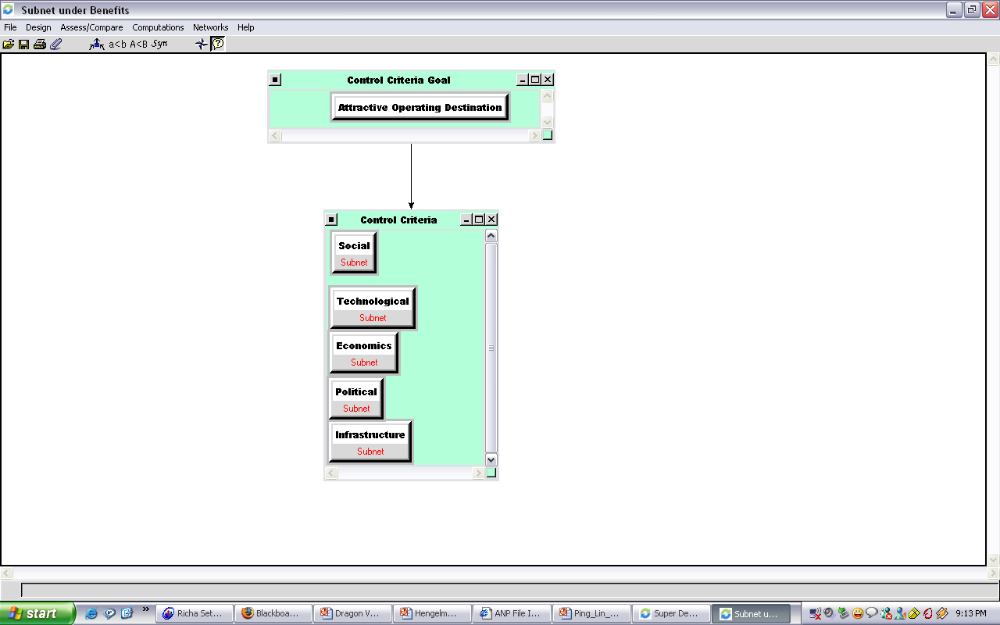 Subnet under Benefits
File Design Assess/Compare Computations Networks Help
a<b A<B Syn
Control Criteria Goal
Attractive Operating Destination
Control Criteria
Social
Subnet
Technological
Subnet
Economics
Subnet
Political
Subnet
Infrastructure
Subnet
start Richa Set... Blackboa... Dragon V... Hengelm... ANP File I... Ping_Lin_... Super De... Subnet u... 9:13 PM